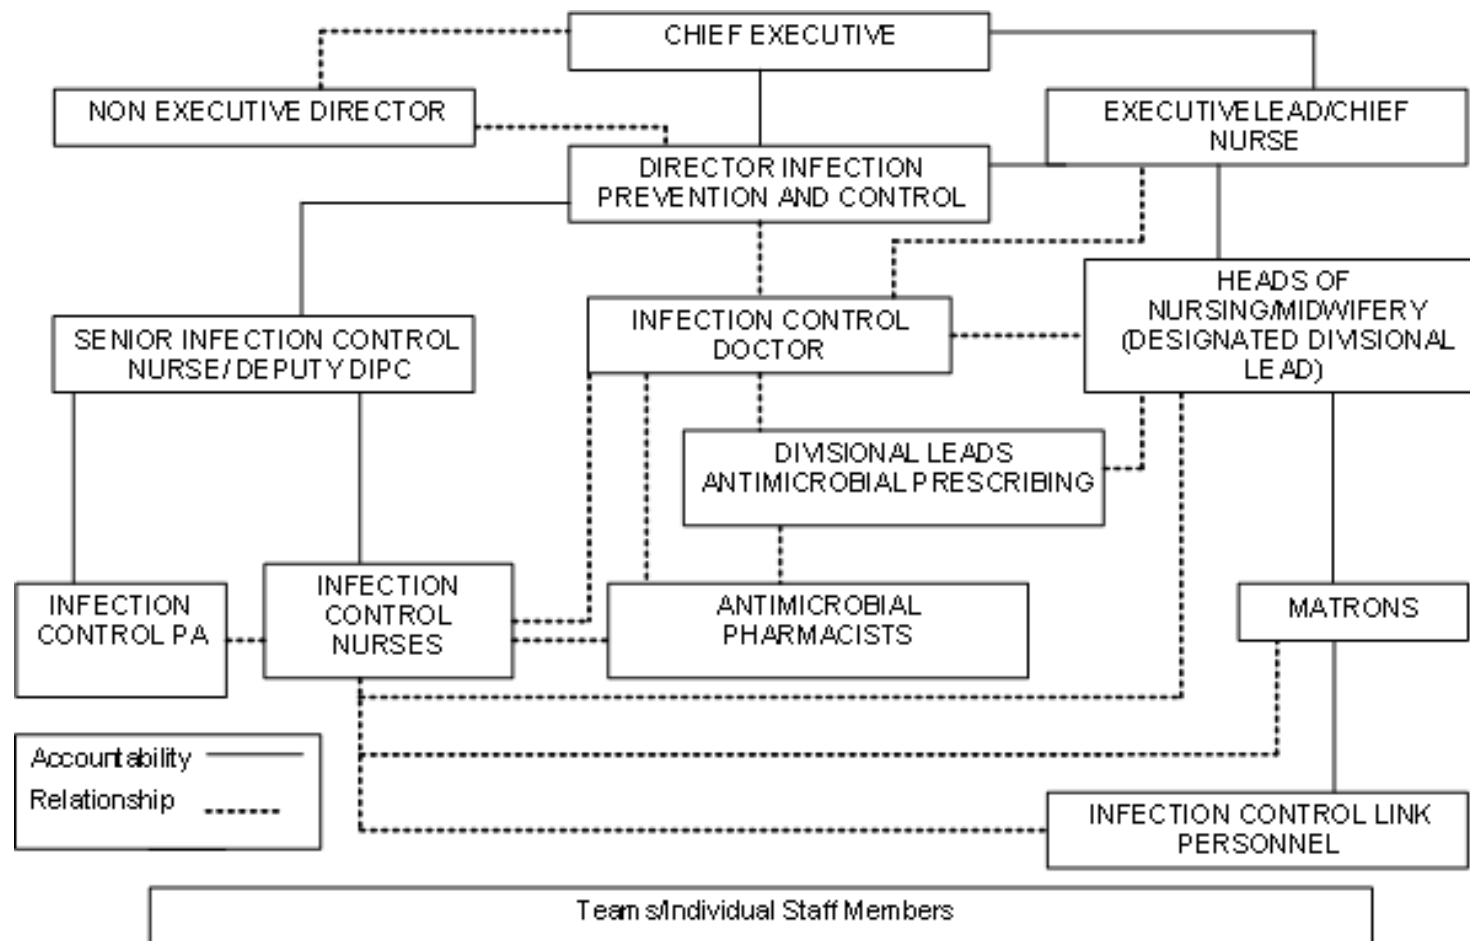 CHIEF EXECUTIVE
NON EXECUTIVE DIRECTOR
EXECUTIVE LEAD/CHIEF
NURSE
DIRECTOR INFECTION
PREVENTION AND CONTROL
HEADS OF
NURSING/MIDWIFERY
(DESIGNATED DIVISIONAL
LEAD)
SENIOR INFECTION CONTROL
NURSE/ DEPUTY DIPC
INFECTION CONTROL
DOCTOR
DIVISIONAL LEADS
ANTIMICROBIAL PRESCRIBING
INFECTION
CONTROL PA
INFECTION
CONTROL
NURSES
ANTIMICROBIAL
PHARMACISTS
MATRONS
Accountability
Relationship
INFECTION CONTROL LINK
PERSONNEL
Teams/Individual Staff Members